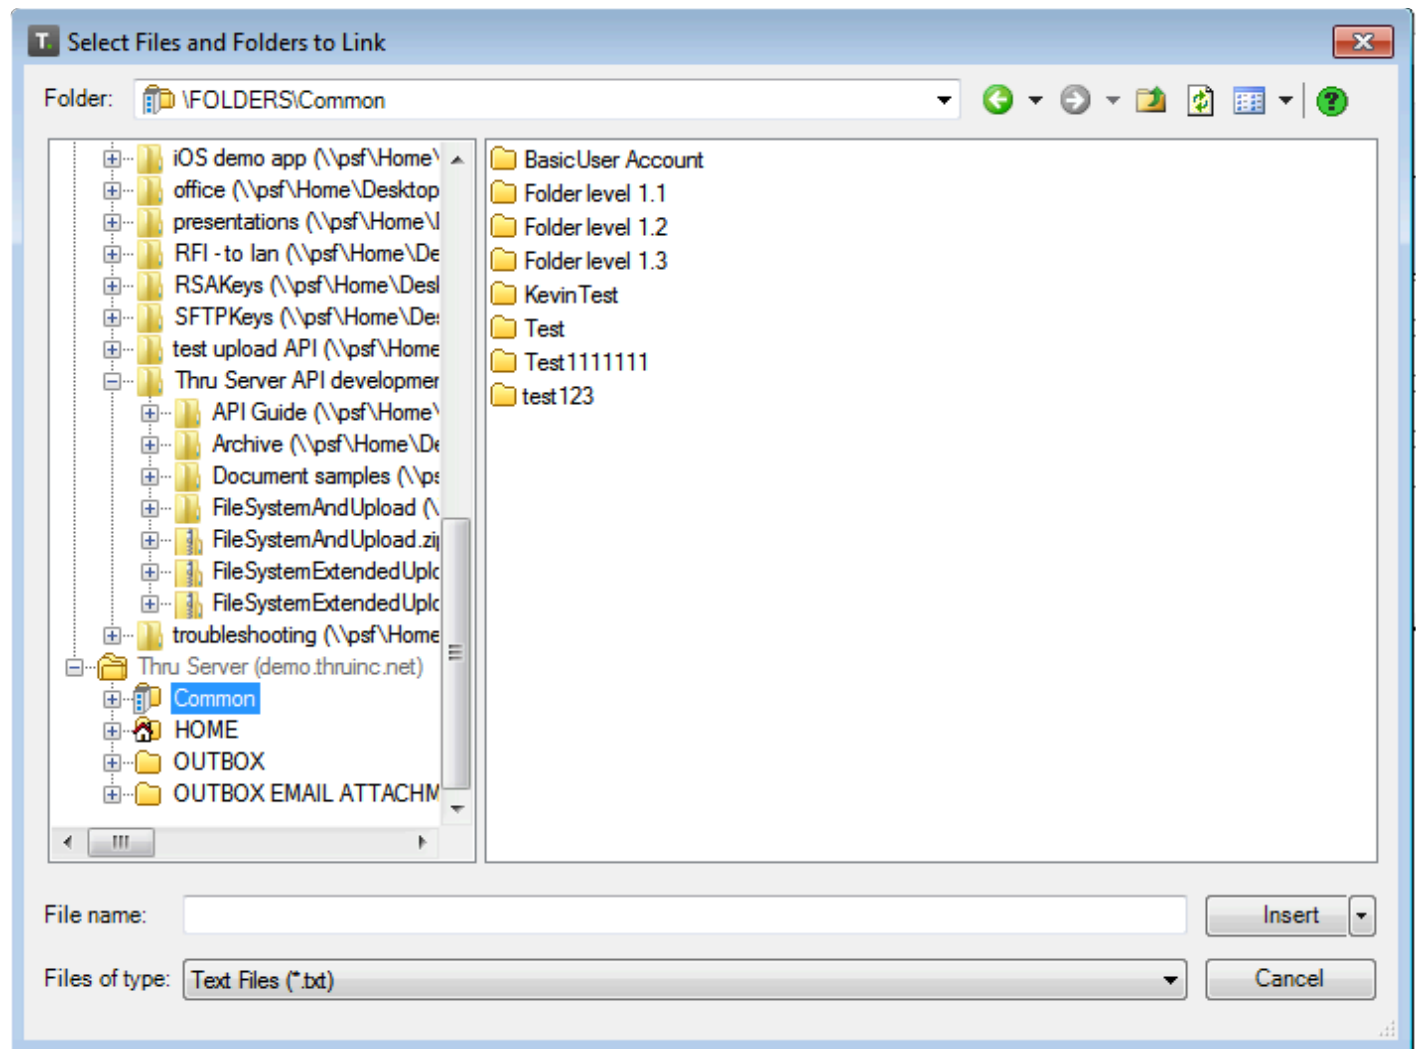 T. Select Files and Folders to Link
Folder: \FOLDERS\Common
iOS demo app (\\psf\Home\
office (\\psf\Home\Desktop
presentations (\\psf\Home\
RFI - to Ian (\\psf\Home\De
RSAKeys (\\psf\Home\Des
SFTPKeys (\\psf\Home\De
test upload API (\\psf\Home
Thru Server API developmer
API Guide (\\psf\Home\
Archive (\\psf\Home\De
Document samples (\\ps
FileSystemAndUpload (\
FileSystemAndUpload.zip
FileSystemExtendedUplo
FileSystemExtendedUplo
troubleshooting (\\psf\Home
Thru Server (demo.thruinc.net)
Common
HOME
OUTBOX
OUTBOX EMAIL ATTACHM
BasicUser Account
Folder level 1.1
Folder level 1.2
Folder level 1.3
KevinTest
Test
Test1111111
test123
File name:
Insert
Files of type: Text Files (*.txt)
Cancel